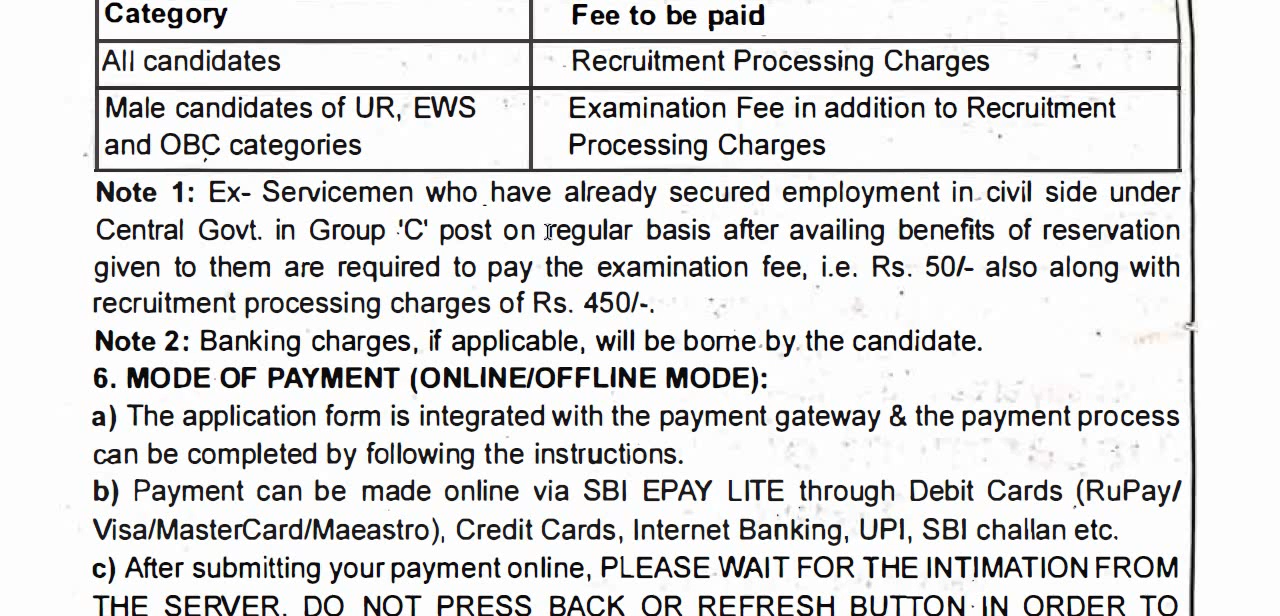 Category Fee to be paid
All candidates Recruitment Processing Charges
Male candidates of UR, EWS Examination Fee in addition to Recruitment
and OBC categories Processing Charges
Note 1: Ex- Servicemen who have already secured employment in civil side under
Central Govt. in Group 'C' post on regular basis after availing benefits of reservation
given to them are required to pay the examination fee, i.e. Rs. 50/- also along with
recruitment processing charges of Rs. 450/-.
Note 2: Banking charges, if applicable, will be borne by the candidate.
6. MODE OF PAYMENT (ONLINE/OFFLINE MODE):
a) The application form is integrated with the payment gateway & the payment process
can be completed by following the instructions.
b) Payment can be made online via SBI EPAY LITE through Debit Cards (RuPay/
Visa/MasterCard/Maeastro), Credit Cards, Internet Banking, UPI, SBI challan etc.
c) After submitting your payment online, PLEASE WAIT FOR THE INTIMATION FROM
THE SERVER. DO NOT PRESS BACK OR REFRESH BUTTON IN ORDER TO